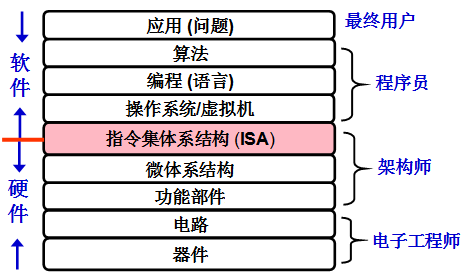 应用 (问题)
最终用户
算法
编程 (语言)
操作系统/虚拟机
程序员
软件
指令集体系结构 (ISA)
微体系结构
功能部件
架构师
硬件
电路
器件
电子工程师